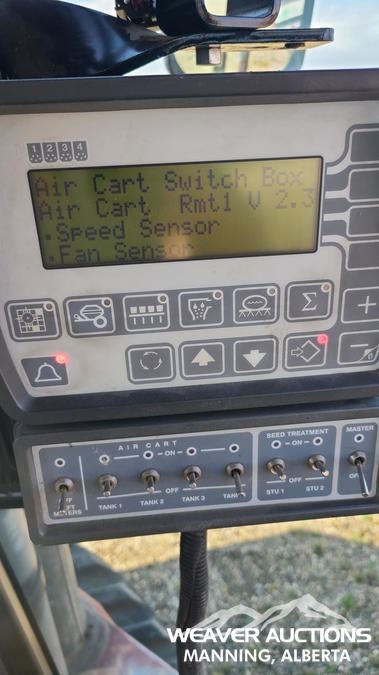 1 2 3 4
Air Cart Switch Box
Air Cart Rmt1 V 2.3
.Speed Sensor
.Fan Sensor
Σ
+
−
AIR CART
SEED TREATMENT
MASTER
ON
ON
OFF
OFF
METERS
TANK 1
TANK 2
TANK 3
STU 1
STU 2
WEAVER AUCTIONS
MANNING, ALBERTA